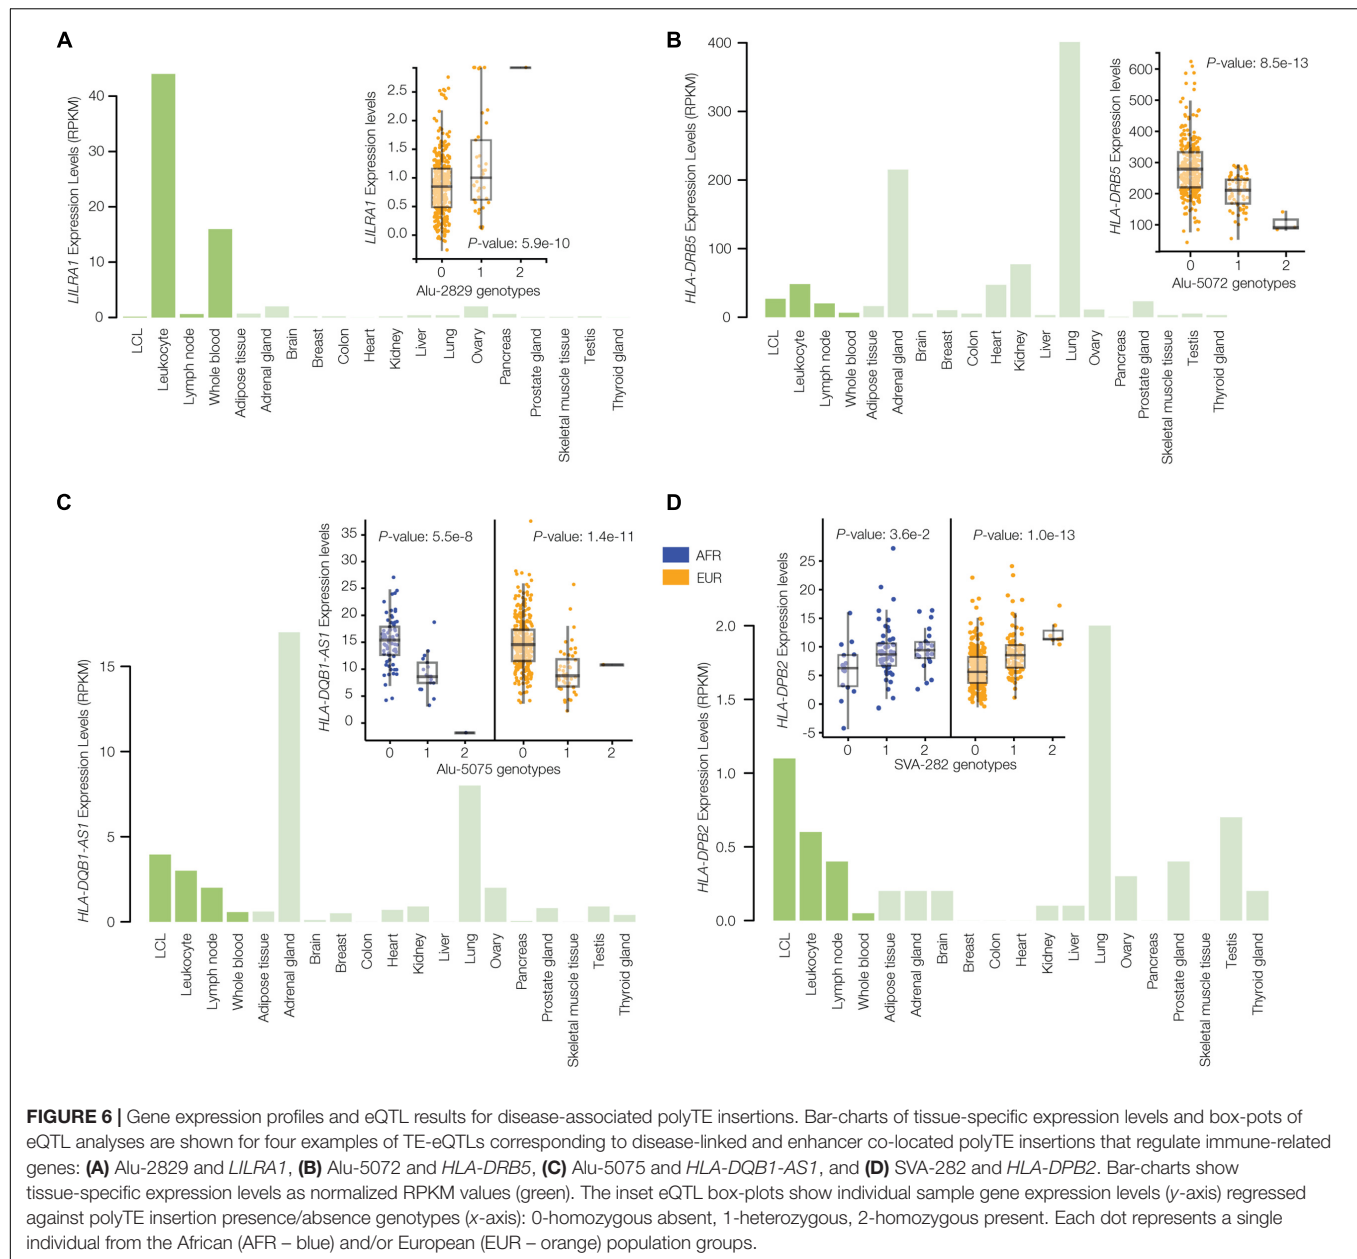 A
LILRA1 Expression Levels (RPKM)
40
30
20
10
0
LCL
Leukocyte
Lymph node
Whole blood
Adipose tissue
Adrenal gland
Brain
Breast
Colon
Heart
Kidney
Liver
Lung
Ovary
Pancreas
Prostate gland
Skeletal muscle tissue
Testis
Thyroid gland
LILRA1 Expression levels
2.5
2.0
1.5
1.0
0.5
0.0
P-value: 5.9e-10
0 1 2
Alu-2829 genotypes
B
HLA-DRB5 Expression Levels (RPKM)
400
300
200
100
0
LCL
Leukocyte
Lymph node
Whole blood
Adipose tissue
Adrenal gland
Brain
Breast
Colon
Heart
Kidney
Liver
Lung
Ovary
Pancreas
Prostate gland
Skeletal muscle tissue
Testis
Thyroid gland
HLA-DRB5 Expression levels
P-value: 8.5e-13
600
500
400
300
200
100
0 1 2
Alu-5072 genotypes
C
HLA-DQB1-AS1 Expression Levels (RPKM)
15
10
5
0
LCL
Leukocyte
Lymph node
Whole blood
Adipose tissue
Adrenal gland
Brain
Breast
Colon
Heart
Kidney
Liver
Lung
Ovary
Pancreas
Prostate gland
Skeletal muscle tissue
Testis
Thyroid gland
HLA-DQB1-AS1 Expression levels
35
30
25
20
15
10
5
0
P-value: 5.5e-8
P-value: 1.4e-11
0 1 2 0 1 2
Alu-5075 genotypes
AFR
EUR
D
HLA-DPB2 Expression Levels (RPKM)
2.0
1.5
1.0
0.5
0.0
LCL
Leukocyte
Lymph node
Whole blood
Adipose tissue
Adrenal gland
Brain
Breast
Colon
Heart
Kidney
Liver
Lung
Ovary
Pancreas
Prostate gland
Skeletal muscle tissue
Testis
Thyroid gland
HLA-DPB2 Expression levels
25
20
15
10
5
0
-5
P-value: 3.6e-2
P-value: 1.0e-13
0 1 2 0 1 2
SVA-282 genotypes
FIGURE 6 | Gene expression profiles and eQTL results for disease-associated polyTE insertions. Bar-charts of tissue-specific expression levels and box-pots of
eQTL analyses are shown for four examples of TE-eQTLs corresponding to disease-linked and enhancer co-located polyTE insertions that regulate immune-related
genes: (A) Alu-2829 and LILRA1, (B) Alu-5072 and HLA-DRB5, (C) Alu-5075 and HLA-DQB1-AS1, and (D) SVA-282 and HLA-DPB2. Bar-charts show
tissue-specific expression levels as normalized RPKM values (green). The inset eQTL box-plots show individual sample gene expression levels (y-axis) regressed
against polyTE insertion presence/absence genotypes (x-axis): 0-homozygous absent, 1-heterozygous, 2-homozygous present. Each dot represents a single
individual from the African (AFR – blue) and/or European (EUR – orange) population groups.